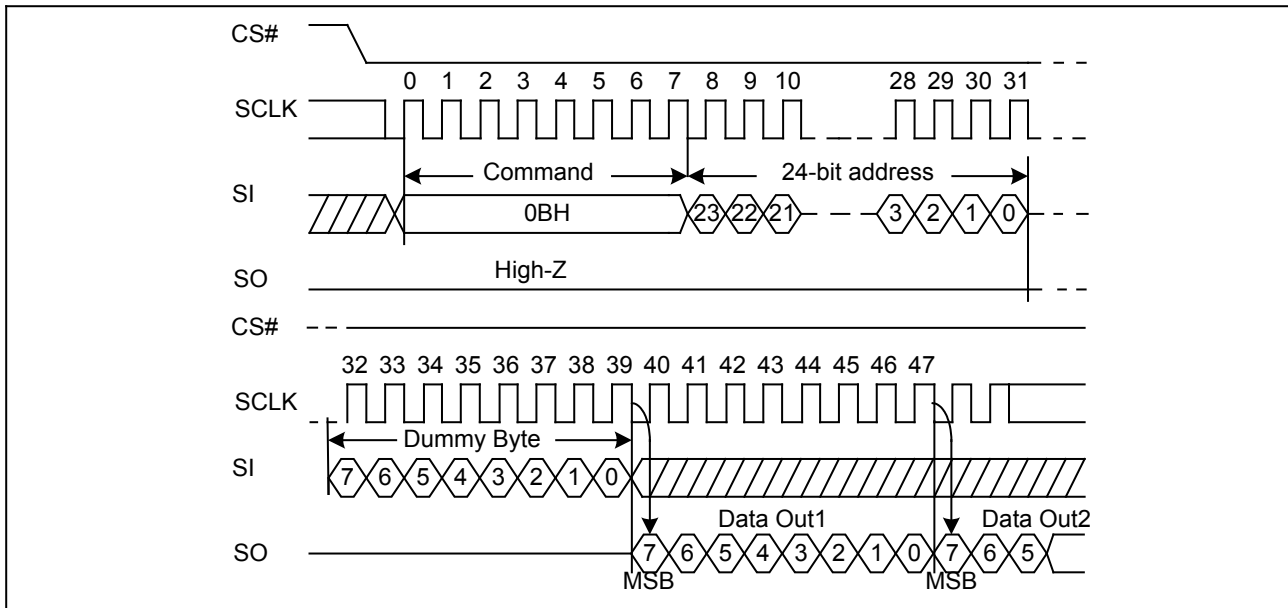 CS#
0 1 2 3 4 5 6 7 8 9 10 28 29 30 31
SCLK
Command 24-bit address
SI
0BH 23 22 21 3 2 1 0
High-Z
SO
CS#
32 33 34 35 36 37 38 39 40 41 42 43 44 45 46 47
SCLK
Dummy Byte
SI
7 6 5 4 3 2 1 0
Data Out1 Data Out2
SO
7 6 5 4 3 2 1 0 7 6 5
MSB MSB